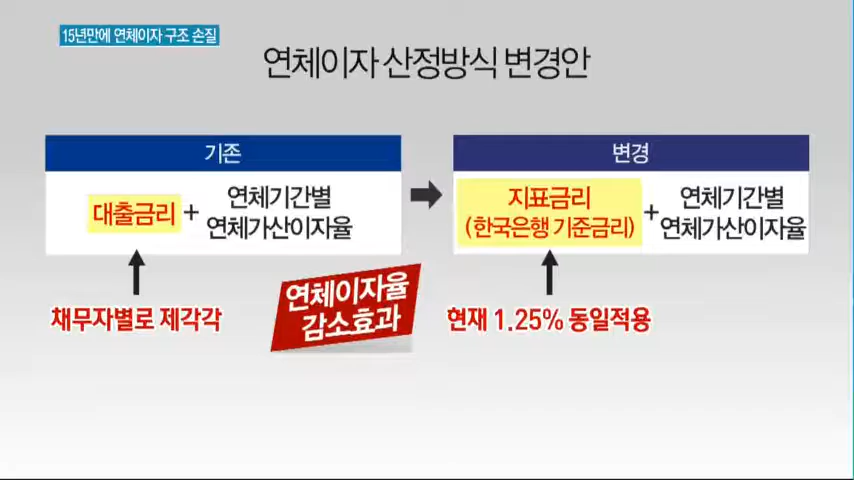 15년만에 연체이자 구조 손질
연체이자 산정방식 변경안
기존
대출금리 + 연체기간별
연체가산이자율
변경
지표금리
(한국은행 기준금리)
+ 연체기간별
연체가산이자율
채무자별로 제각각
연체이자율
감소효과
현재 1.25% 동일적용